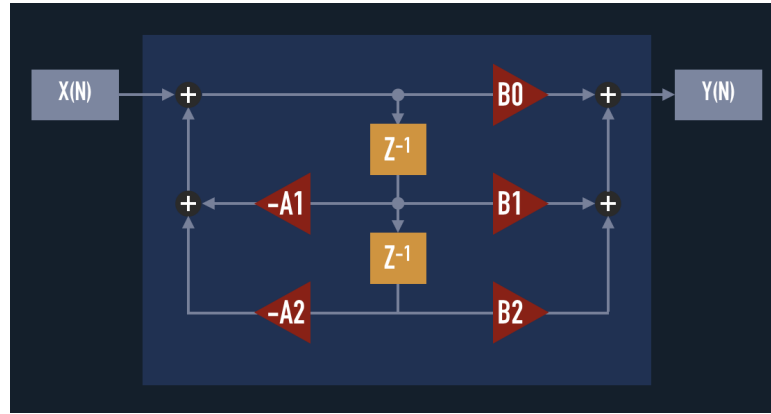 X(N)
+
B0
+
Y(N)
Z⁻¹
+
-A1
B1
+
Z⁻¹
-A2
B2